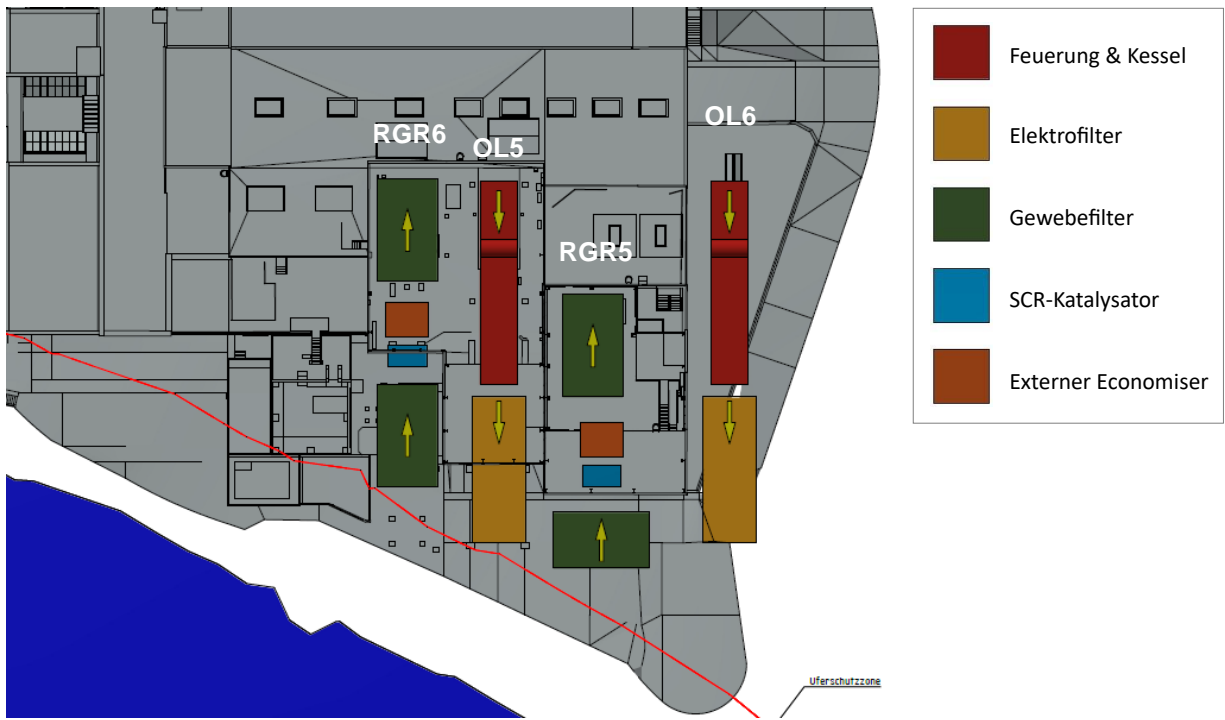 RGR6
OL5
OL6
RGR5
Uferschutzzone
Feuerung & Kessel
Elektrofilter
Gewebefilter
SCR-Katalysator
Externer Economiser